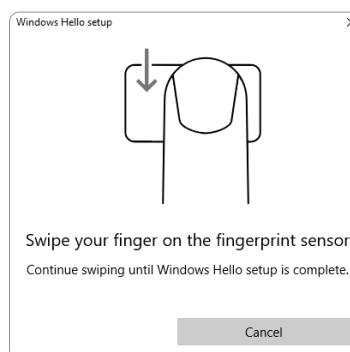 Windows Hello setup
Swipe your finger on the fingerprint sensor
Continue swiping until Windows Hello setup is complete.
Cancel